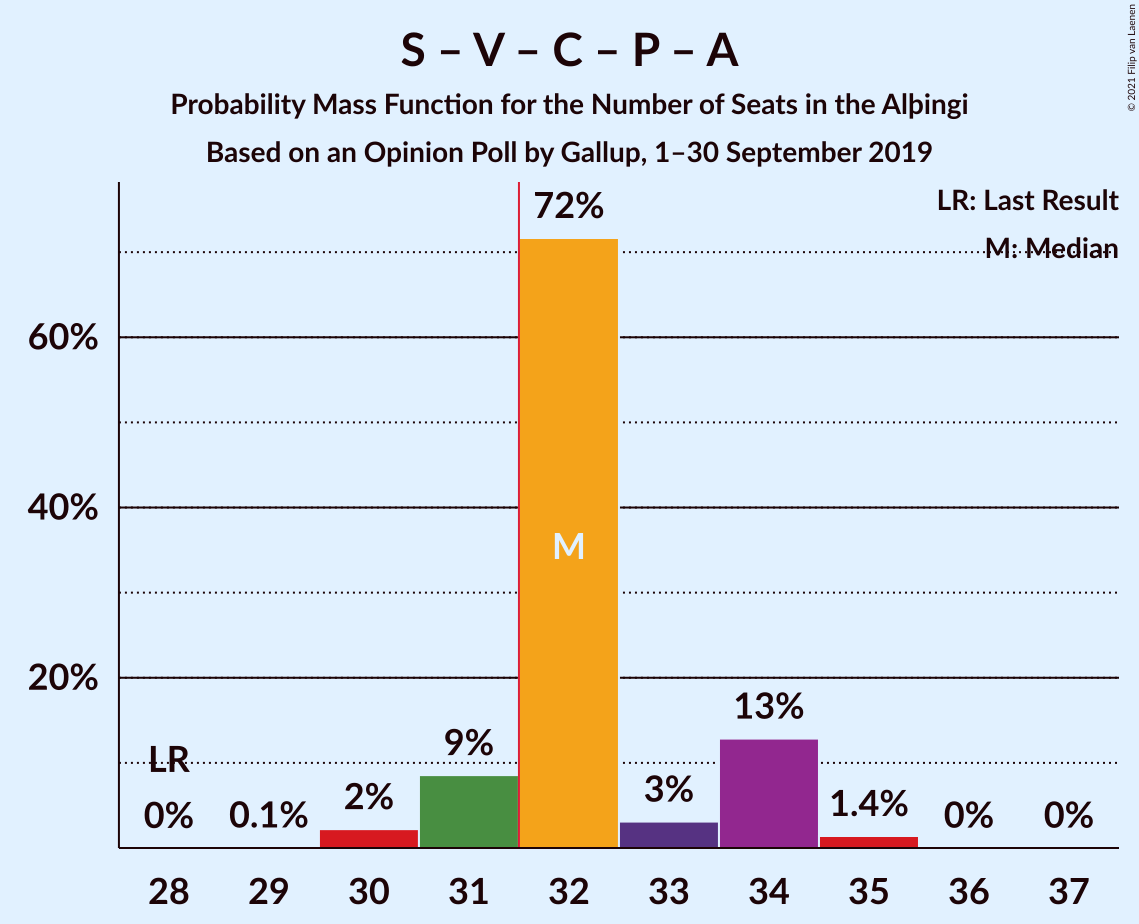 S – V – C – P – A
Probability Mass Function for the Number of Seats in the Alþingi
Based on an Opinion Poll by Gallup, 1–30 September 2019
© 2021 Filip van Laenen
LR: Last Result
M: Median
60%
40%
20%
LR
0%
0.1%
2%
9%
72%
M
3%
13%
1.4%
0%
0%
28 29 30 31 32 33 34 35 36 37